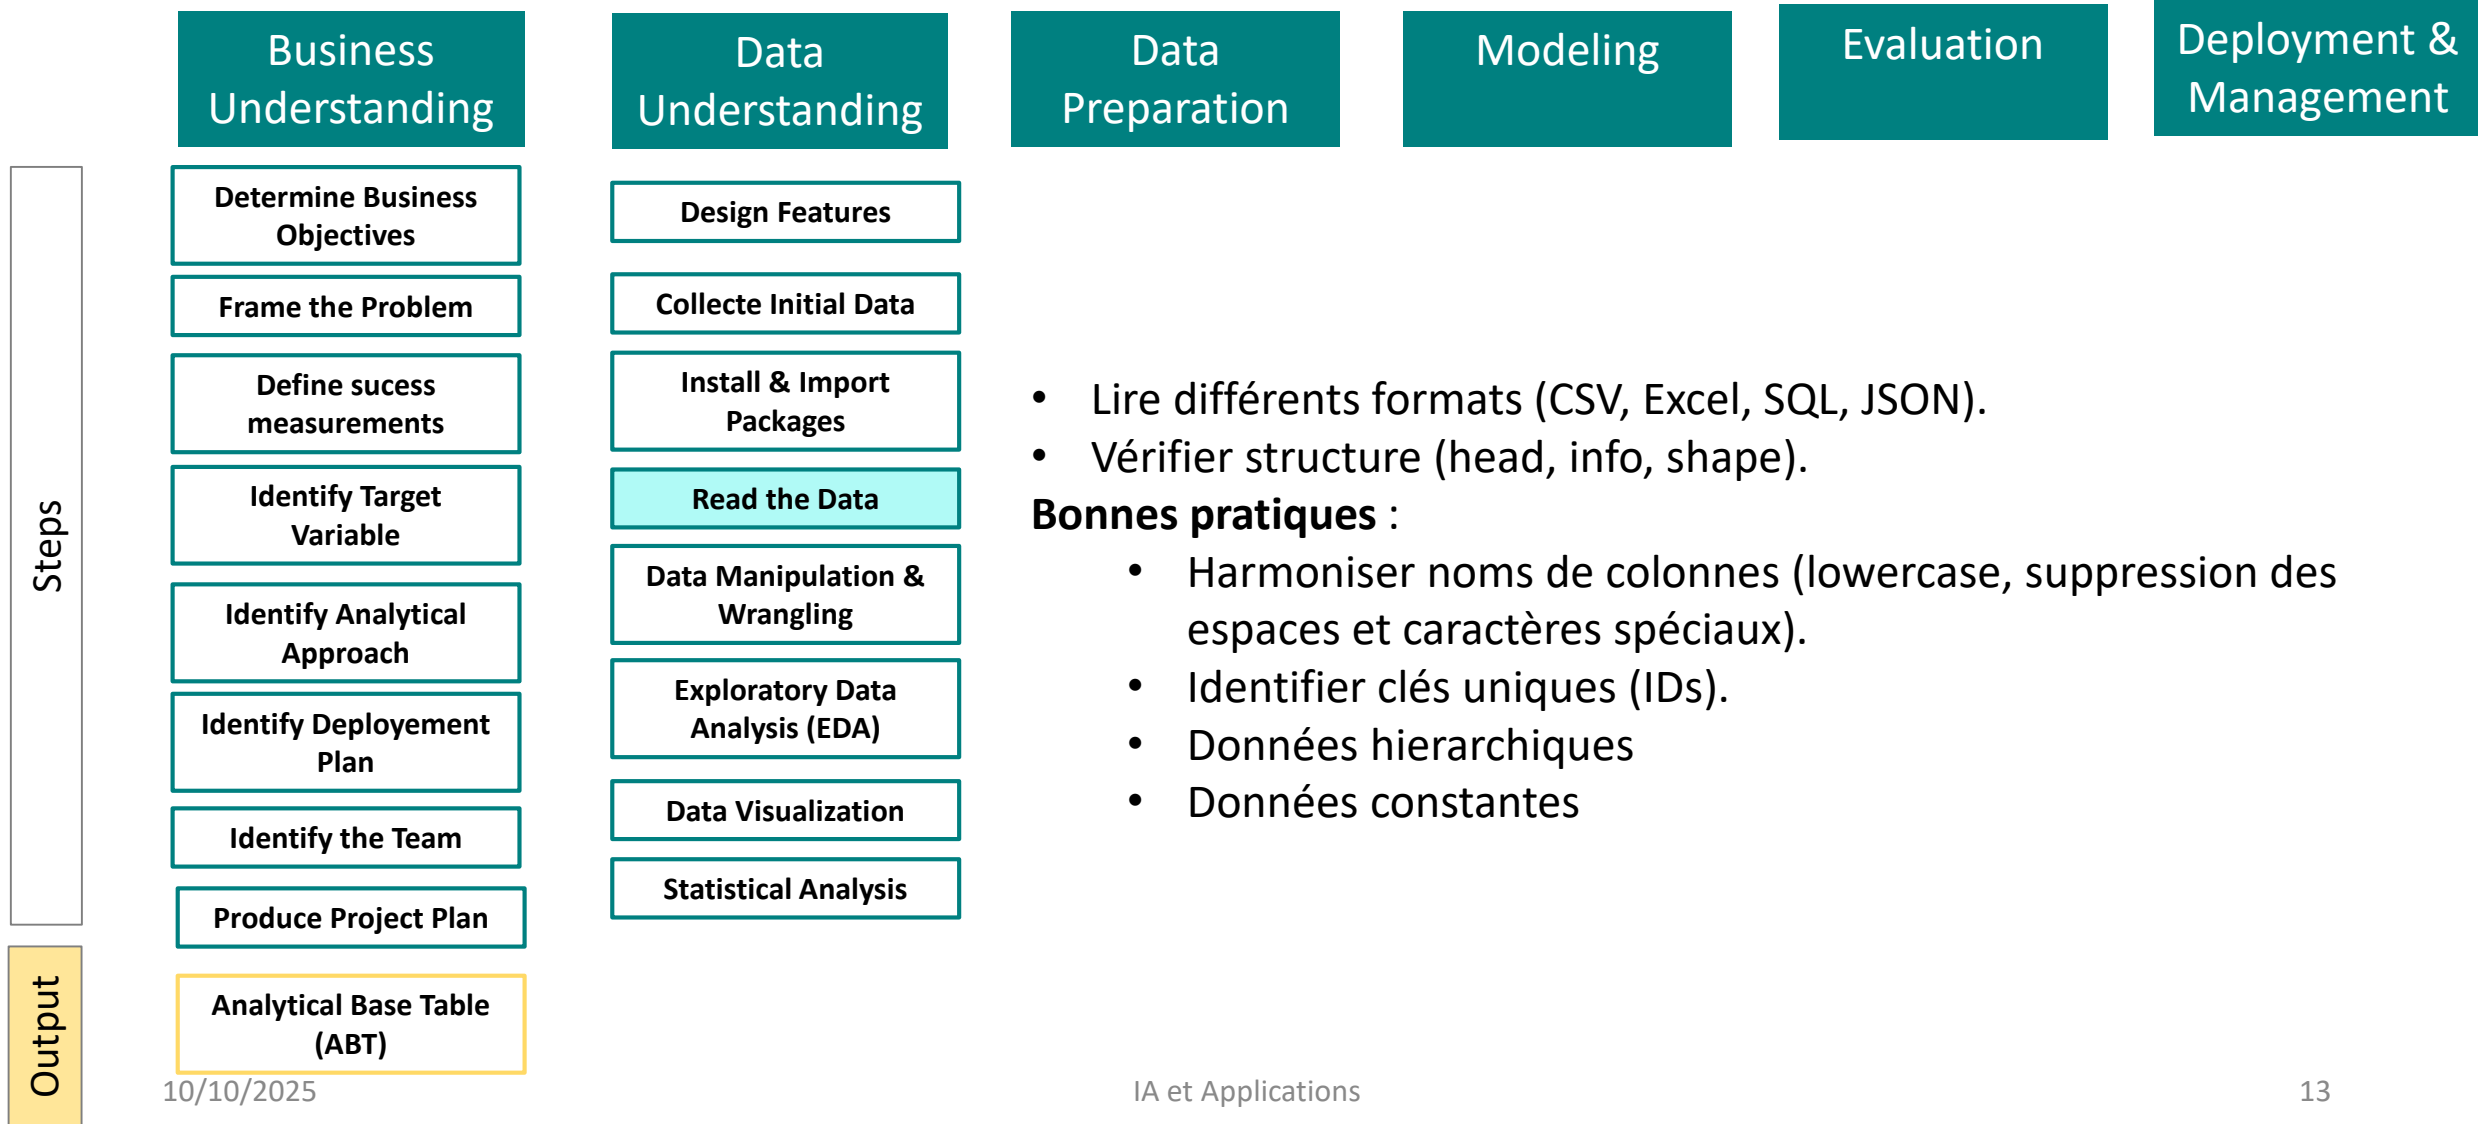 Business
Understanding
Data
Understanding
Data
Preparation
Modeling
Evaluation
Deployment &
Management
Steps
Determine Business
Objectives
Frame the Problem
Define sucess
measurements
Identify Target
Variable
Identify Analytical
Approach
Identify Deployement
Plan
Identify the Team
Produce Project Plan
Output
Analytical Base Table
(ABT)
Design Features
Collecte Initial Data
Install & Import
Packages
Read the Data
Data Manipulation &
Wrangling
Exploratory Data
Analysis (EDA)
Data Visualization
Statistical Analysis
• Lire différents formats (CSV, Excel, SQL, JSON).
• Vérifier structure (head, info, shape).
Bonnes pratiques :
• Harmoniser noms de colonnes (lowercase, suppression des
espaces et caractères spéciaux).
• Identifier clés uniques (IDs).
• Données hierarchiques
• Données constantes
10/10/2025
IA et Applications
13